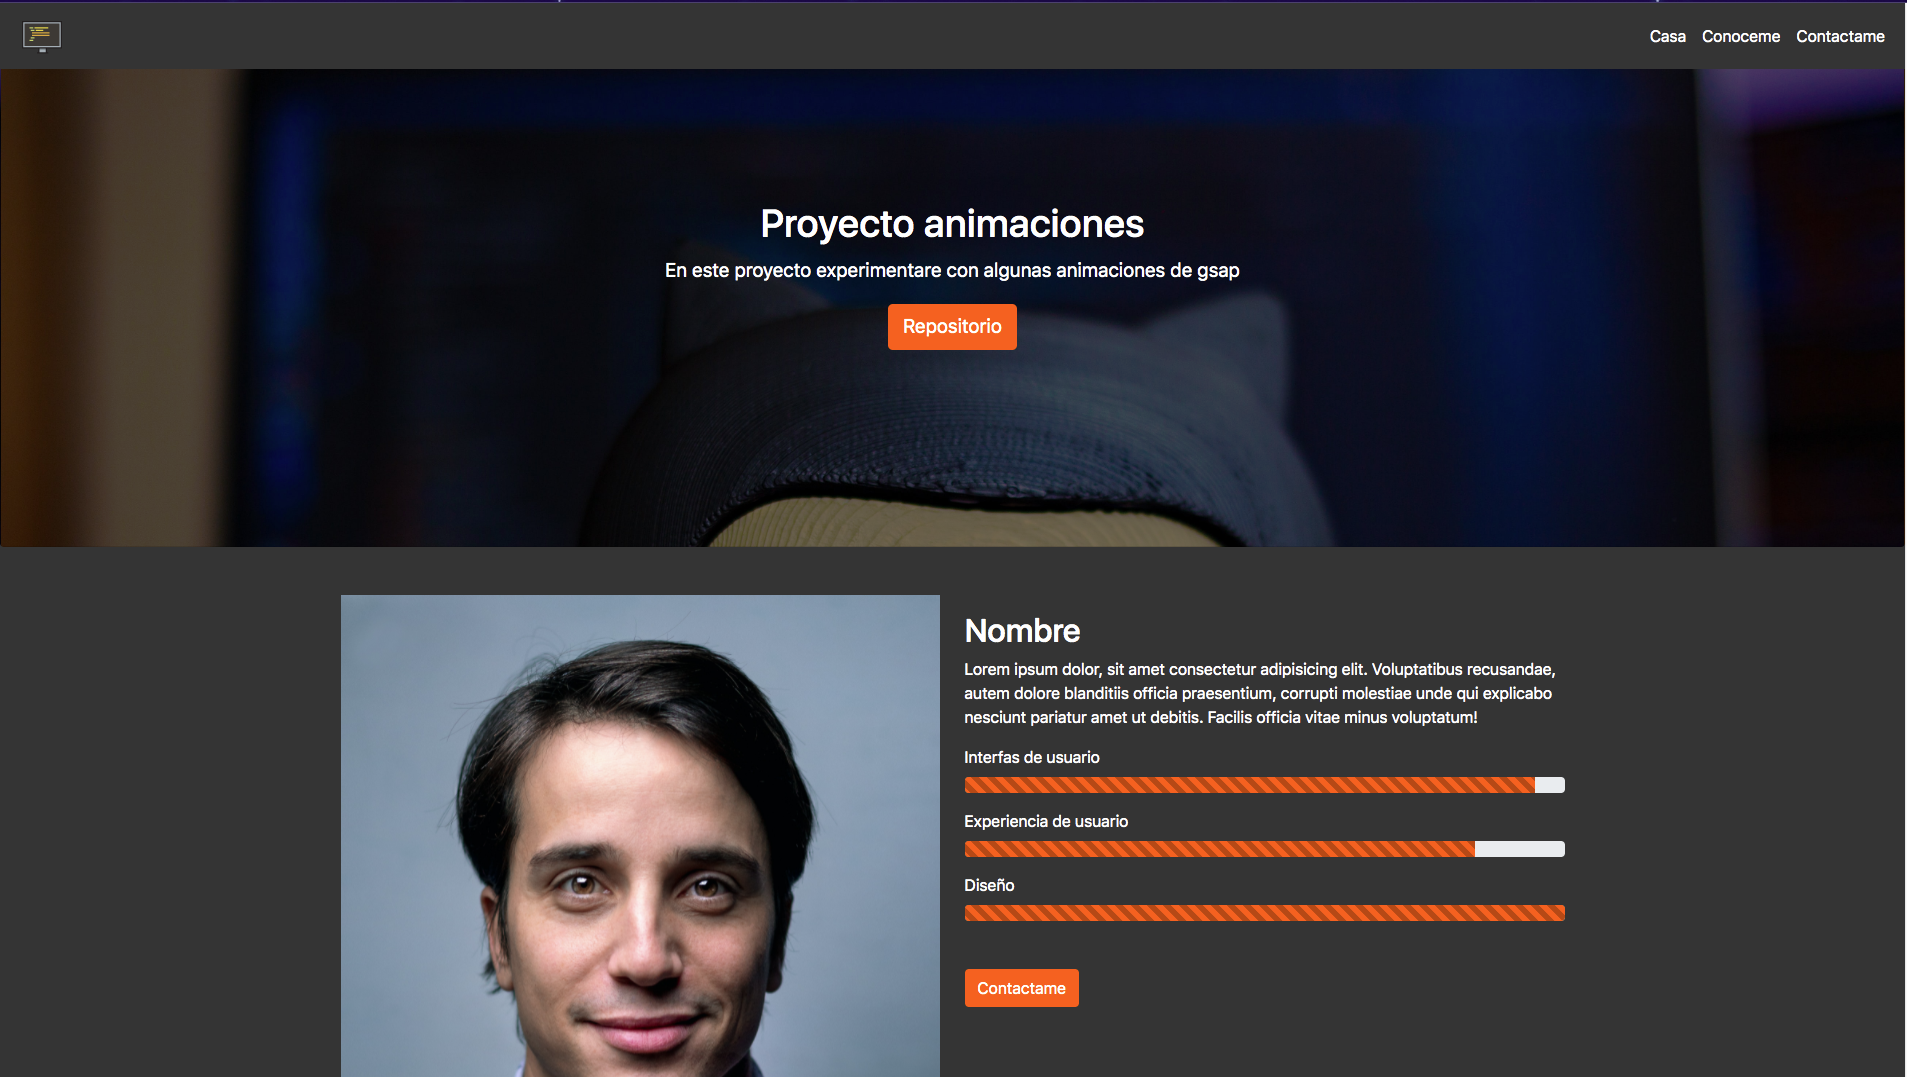 Casa Conoceme Contactame
Proyecto animaciones
En este proyecto experimentare con algunas animaciones de gsap
Repositorio
Nombre
Lorem ipsum dolor, sit amet consectetur adipisicing elit. Voluptatibus recusandae,
autem dolore blanditiis officia praesentium, corrupti molestiae unde qui explicabo
nesciunt pariatur amet ut debitis. Facilis officia vitae minus voluptatum!
Interfas de usuario
Experiencia de usuario
Diseño
Contactame